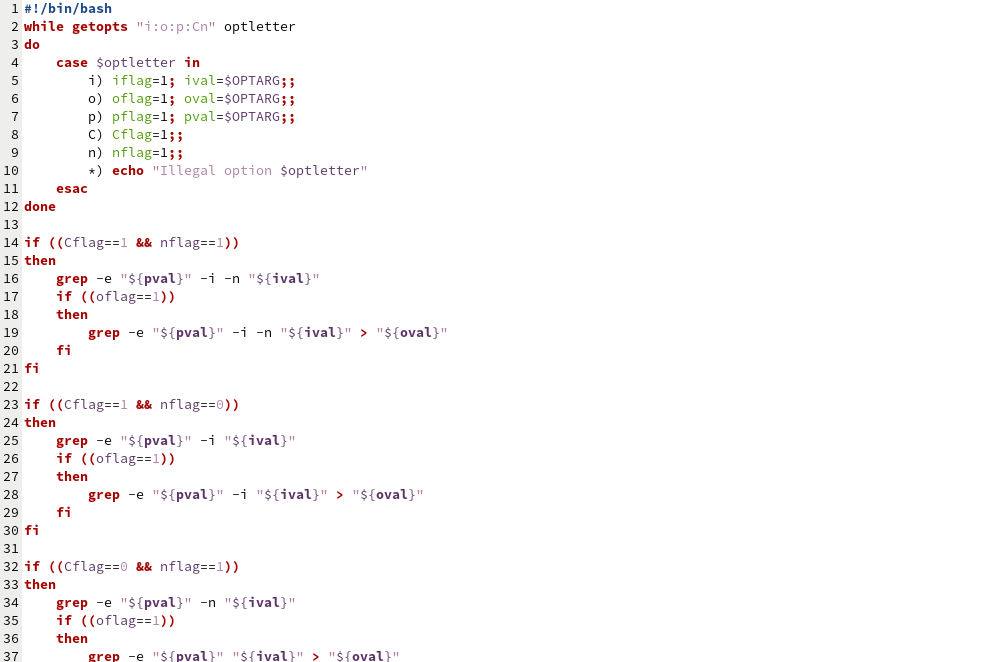 1 #!/bin/bash
2 while getopts "i:o:p:Cn" optletter
3 do
4     case $optletter in
5         i) iflag=1; ival=$OPTARG;;
6         o) oflag=1; oval=$OPTARG;;
7         p) pflag=1; pval=$OPTARG;;
8         C) Cflag=1;;
9         n) nflag=1;;
10         *) echo "Illegal option $optletter"
11     esac
12 done
13
14 if ((Cflag==1 && nflag==1))
15 then
16     grep -e "${pval}" -i -n "${ival}"
17     if ((oflag==1))
18     then
19         grep -e "${pval}" -i -n "${ival}" > "${oval}"
20     fi
21 fi
22
23 if ((Cflag==1 && nflag==0))
24 then
25     grep -e "${pval}" -i "${ival}"
26     if ((oflag==1))
27     then
28         grep -e "${pval}" -i "${ival}" > "${oval}"
29     fi
30 fi
31
32 if ((Cflag==0 && nflag==1))
33 then
34     grep -e "${pval}" -n "${ival}"
35     if ((oflag==1))
36     then
37         grep -e "${pval}" "${ival}" > "${oval}"